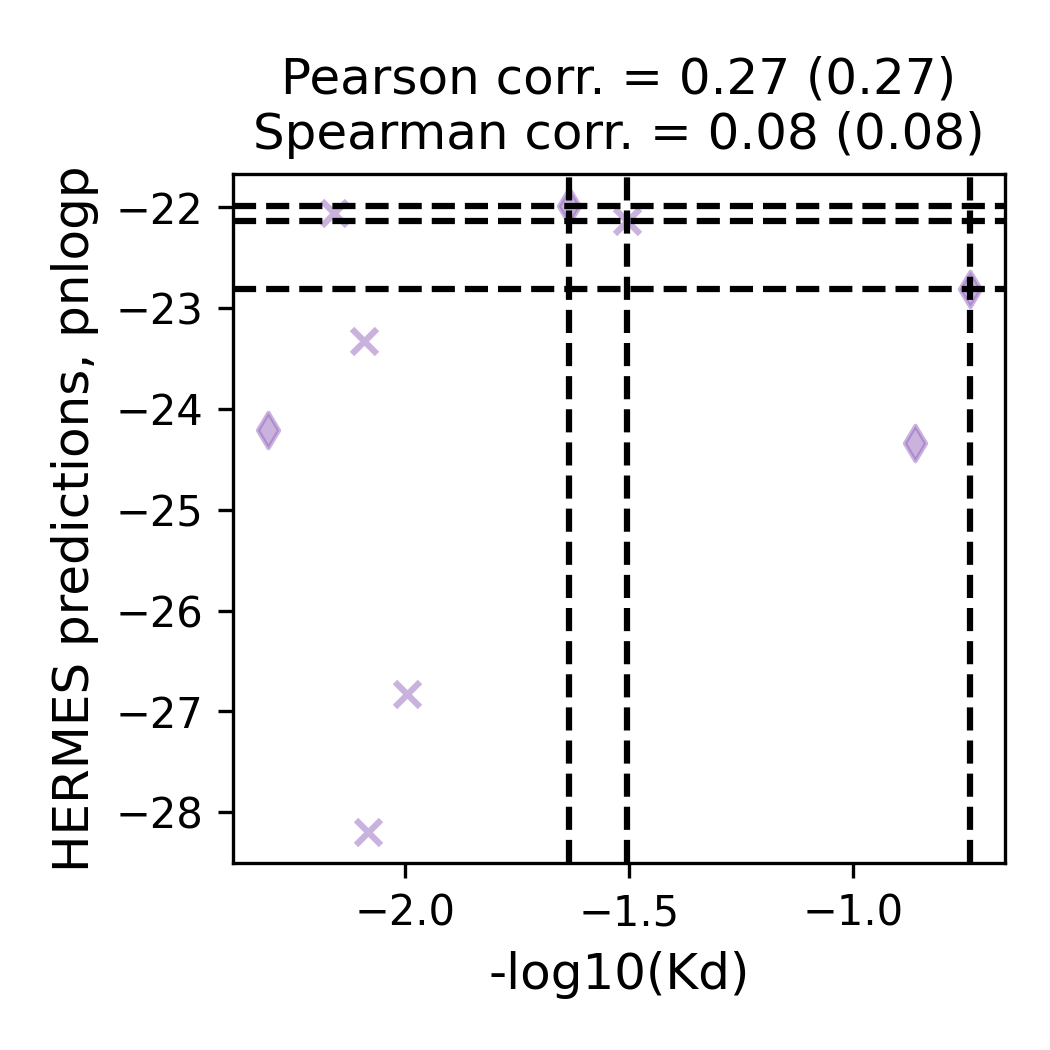 Pearson corr. = 0.27 (0.27)
Spearman corr. = 0.08 (0.08)
HERMES predictions, pnlogp
−22
−23
−24
−25
−26
−27
−28
−2.0
−1.5
−1.0
-log10(Kd)